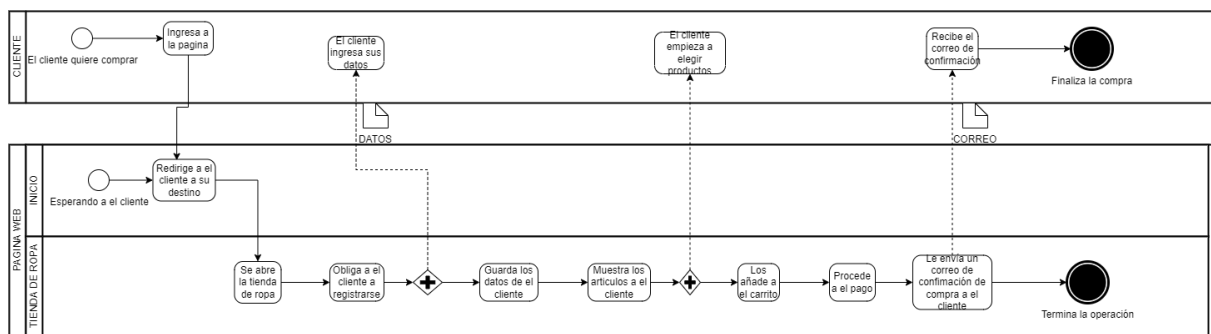 CLIENTE
El cliente quiere comprar
Ingresa a
la pagina
El cliente
ingresa sus
datos
El cliente
empieza a
elegir
productos
Recibe el
correo de
confirmación
Finaliza la compra
DATOS
CORREO
PAGINA WEB
INICIO
Esperando a el cliente
Redirige a el
cliente a su
destino
TIENDA DE ROPA
Se abre
la tienda
de ropa
Obliga a el
cliente a
registrarse
Guarda los
datos de el
cliente
Muestra los
articulos a el
cliente
Los
añade a
el carrito
Procede
a el pago
Le envía un
correo de
confimación de
compra a el
cliente
Termina la operación